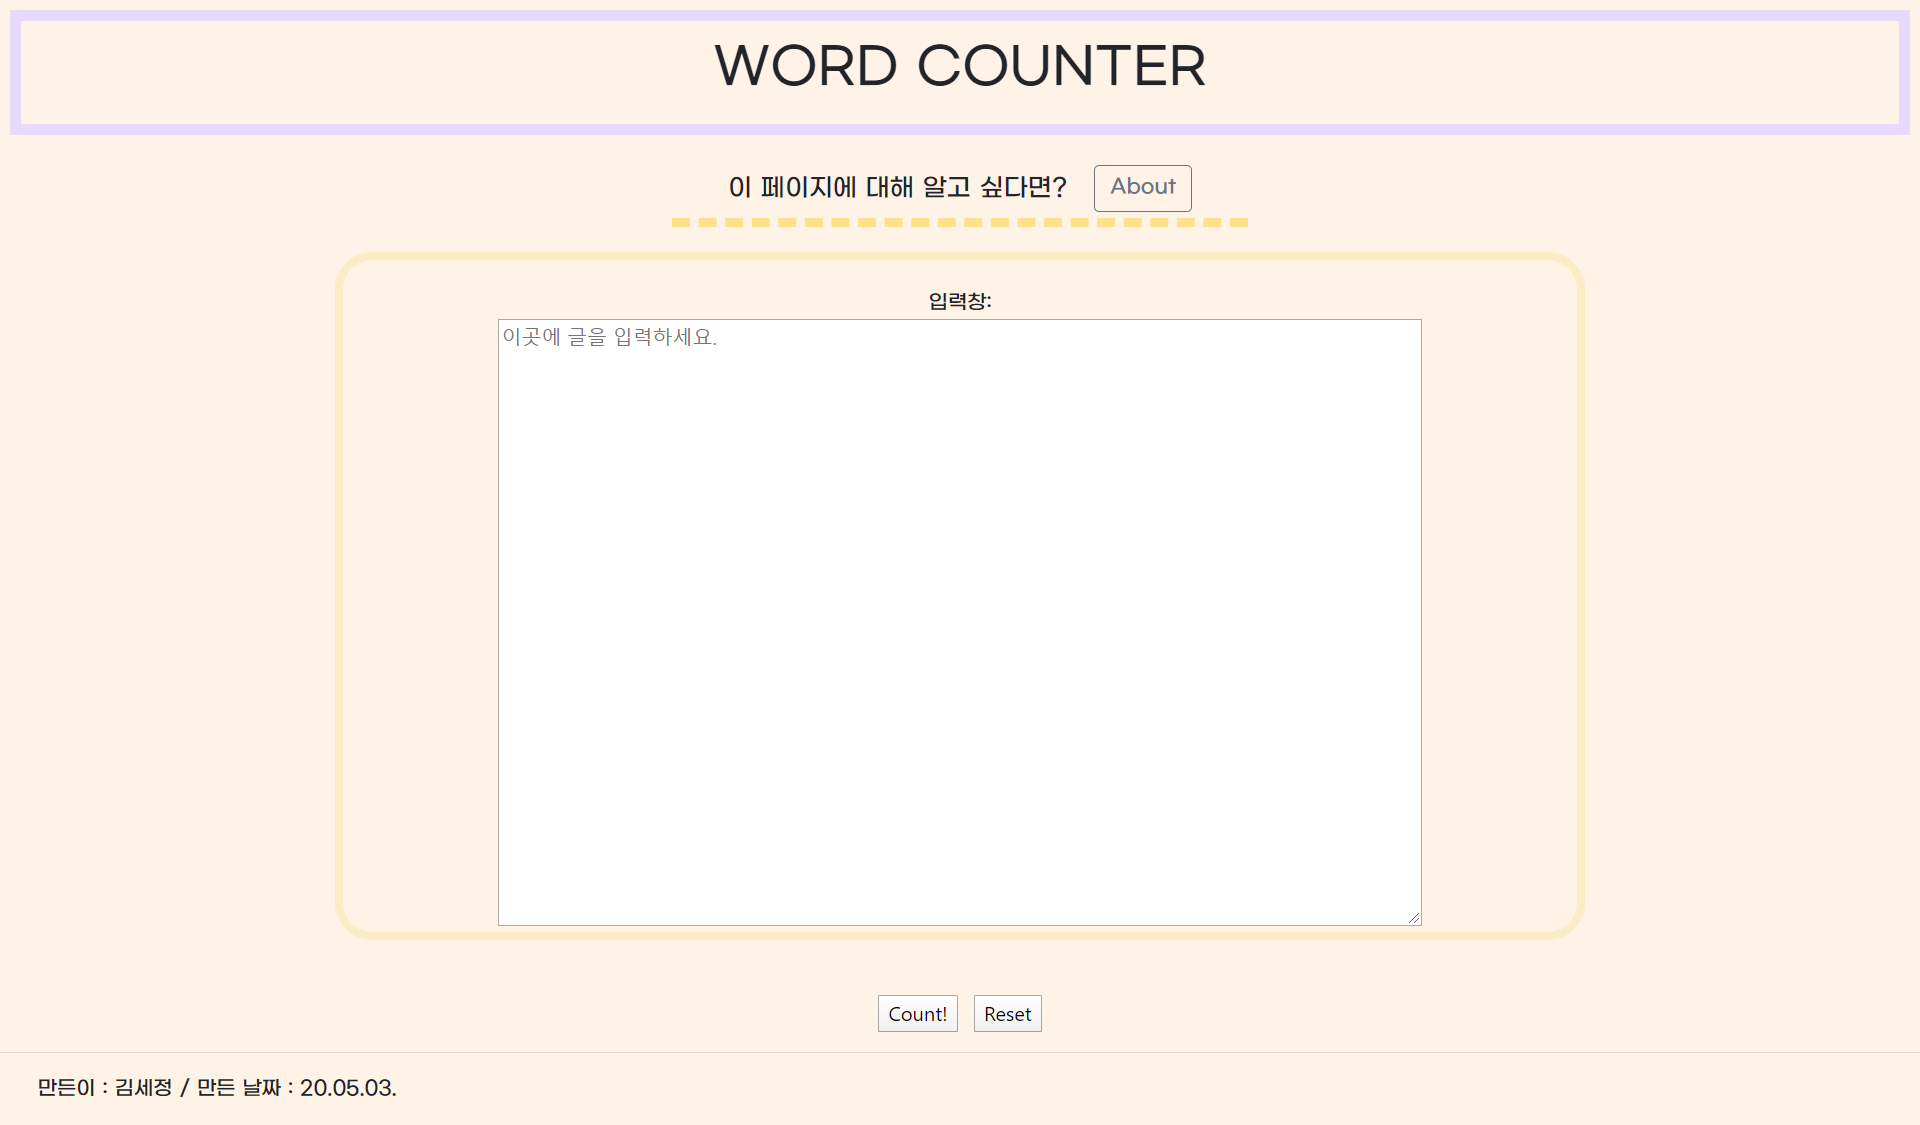 WORD COUNTER
이 페이지에 대해 알고 싶다면? About
입력창:
이곳에 글을 입력하세요.
Count! Reset
만든이 : 김세정 / 만든 날짜 : 20.05.03.